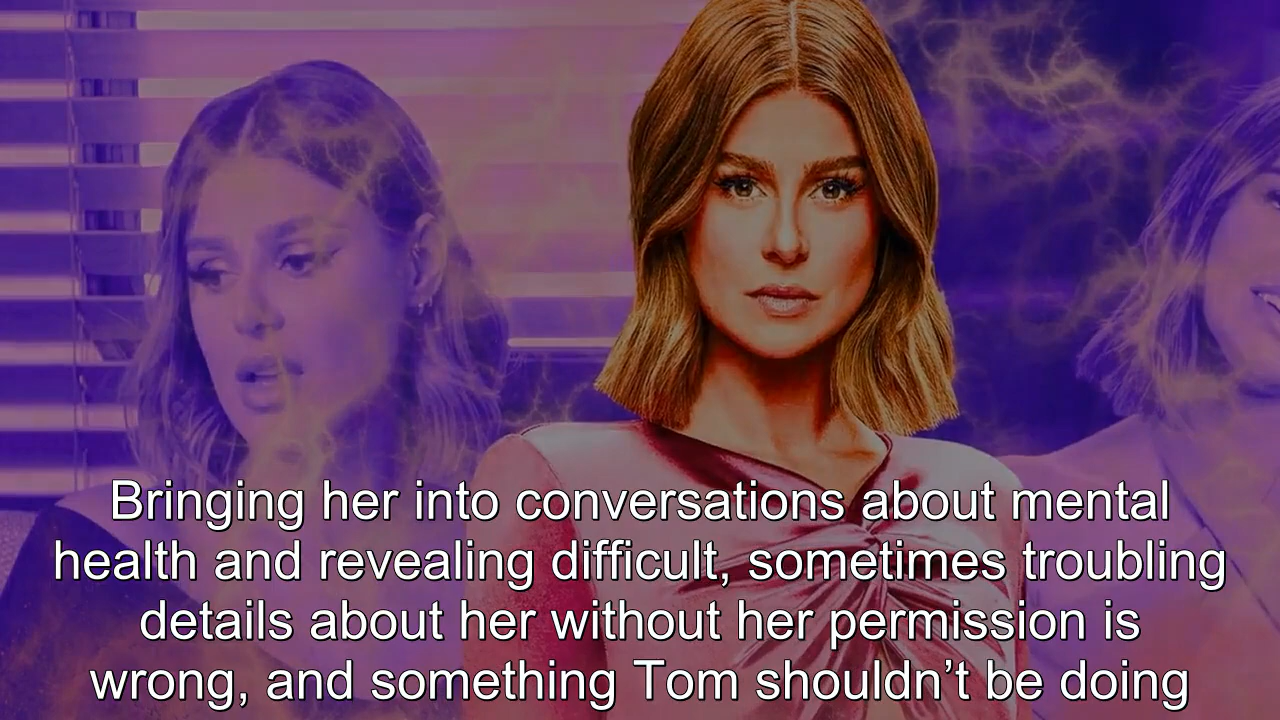 Bringing her into conversations about mental
health and revealing difficult, sometimes troubling
details about her without her permission is
wrong, and something Tom shouldn’t be doing